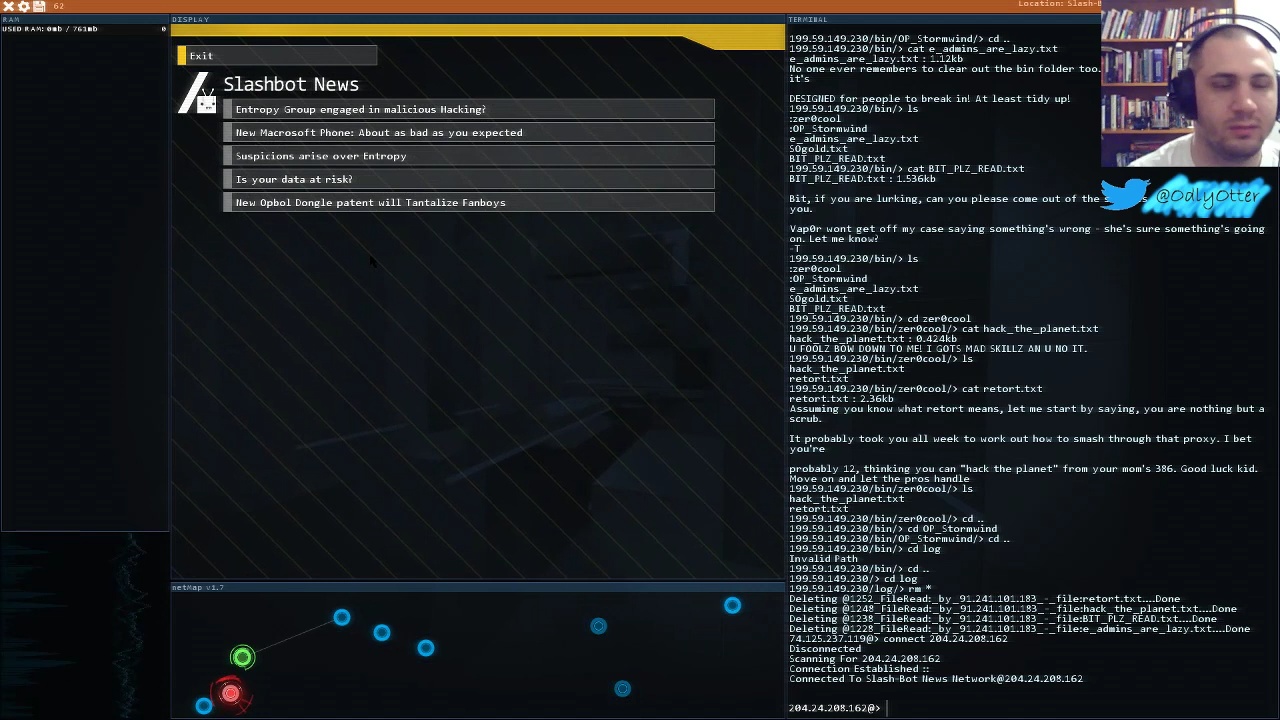 62
Location: Slash-B
RAM
USED RAM: 0mb / 761mb
0
DISPLAY
Exit
Slashbot News
Entropy Group engaged in malicious Hacking?
New Macrosoft Phone: About as bad as you expected
Suspicions arise over Entropy
Is your data at risk?
New Opbol Dongle patent will Tantalize Fanboys
netMap v1.7
TERMINAL
199.59.149.230/bin/OP_Stormwind/> cd ..
199.59.149.230/bin/> cat e_admins_are_lazy.txt
e_admins_are_lazy.txt : 1.12kb
No one ever remembers to clear out the bin folder too.
it's
DESIGNED for people to break in! At least tidy up!
199.59.149.230/bin/> ls
:zer0cool
:OP_Stormwind
e_admins_are_lazy.txt
SOgold.txt
BIT_PLZ_READ.txt
199.59.149.230/bin/> cat BIT_PLZ_READ.txt
BIT_PLZ_READ.txt : 1.536kb
Bit, if you are lurking, can you please come out of the
you.
Vap0r wont get off my case saying something's wrong - she's sure something's going
on. Let me know?
-T
199.59.149.230/bin/> ls
:zer0cool
:OP_Stormwind
e_admins_are_lazy.txt
SOgold.txt
BIT_PLZ_READ.txt
199.59.149.230/bin/> cd zer0cool
199.59.149.230/bin/zer0cool/> cat hack_the_planet.txt
hack_the_planet.txt : 0.424kb
U FOOLZ BOW DOWN TO ME! I GOTS MAD SKILLZ AN U NO IT.
199.59.149.230/bin/zer0cool/> ls
hack_the_planet.txt
retort.txt
199.59.149.230/bin/zer0cool/> cat retort.txt
retort.txt : 2.36kb
Assuming you know what retort means, let me start by saying, you are nothing but a
scrub.
It probably took you all week to work out how to smash through that proxy. I bet
you're
probably 12, thinking you can "hack the planet" from your mom's 386. Good luck kid.
Move on and let the pros handle
199.59.149.230/bin/zer0cool/> ls
hack_the_planet.txt
retort.txt
199.59.149.230/bin/zer0cool/> cd ..
199.59.149.230/bin/> cd OP_Stormwind
199.59.149.230/bin/OP_Stormwind/> cd ..
199.59.149.230/bin/> cd log
Invalid Path
199.59.149.230/bin/> cd ..
199.59.149.230/> cd log
199.59.149.230/log/> rm *
Deleting @1252_FileRead:_by_91.241.101.183_-_file:retort.txt....Done
Deleting @1248_FileRead:_by_91.241.101.183_-_file:hack_the_planet.txt....Done
Deleting @1238_FileRead:_by_91.241.101.183_-_file:BIT_PLZ_READ.txt....Done
Deleting @1228_FileRead:_by_91.241.101.183_-_file:e_admins_are_lazy.txt....Done
74.125.237.119@> connect 204.24.208.162
Disconnected
Scanning For 204.24.208.162
Connection Established ::
Connected To Slash-Bot News Network@204.24.208.162
204.24.208.162@>
@OdlyOtter